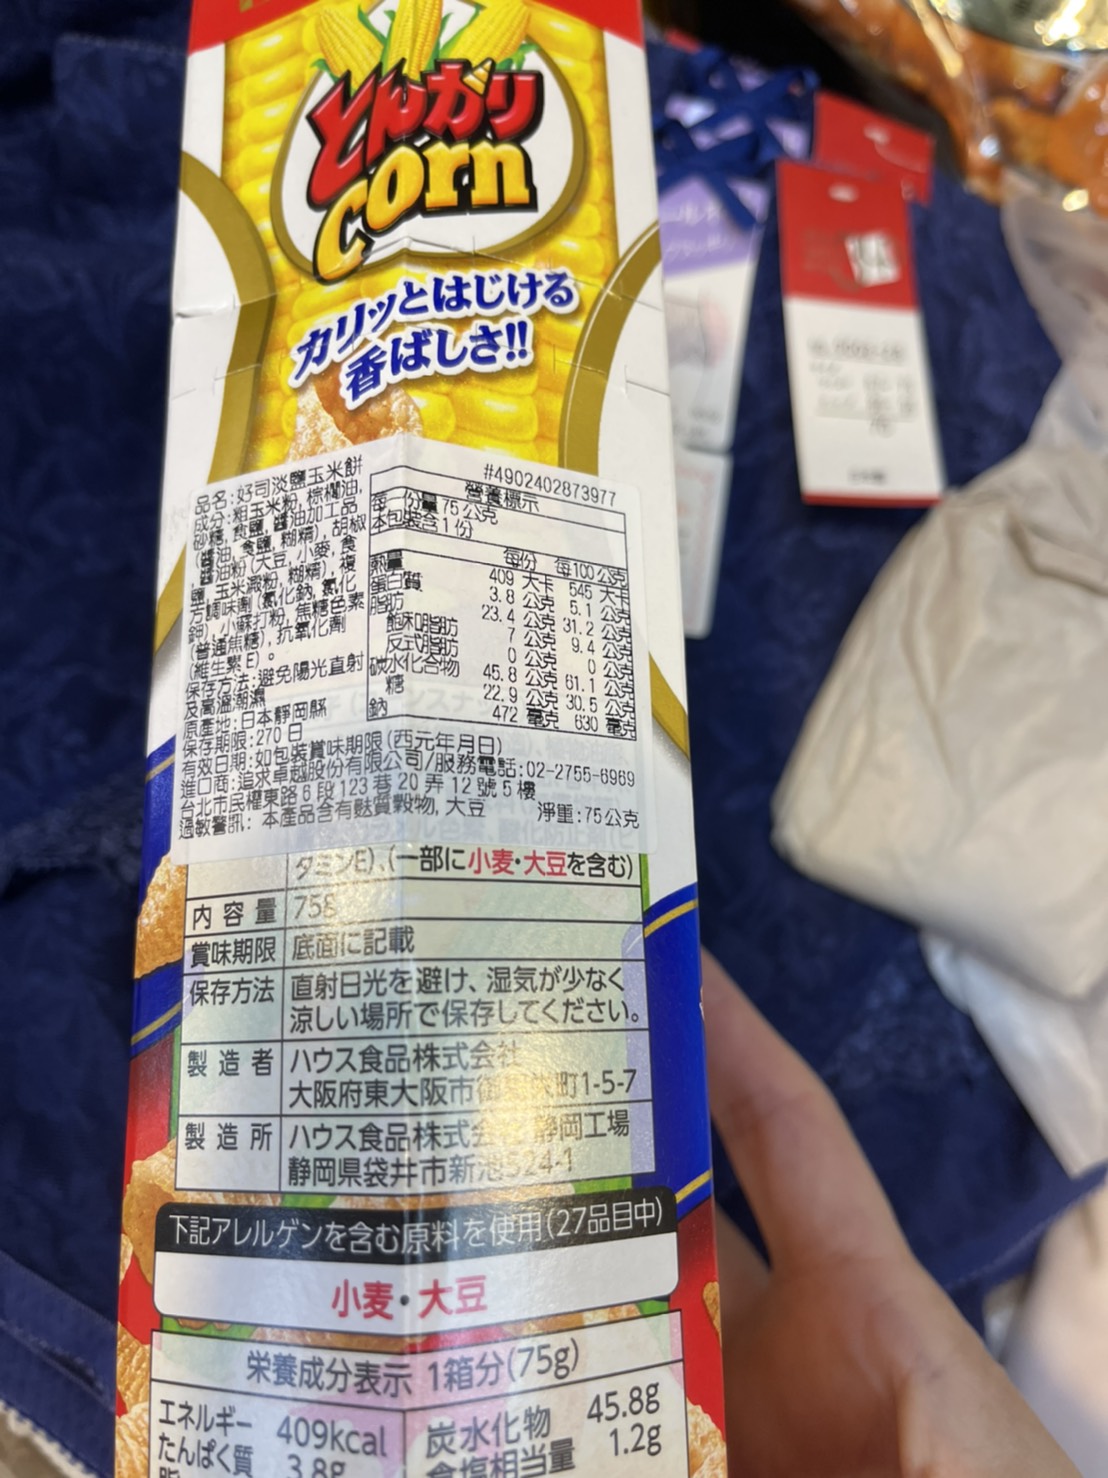 とんがり
corn
カリッとはじける
香ばしさ!!
品名:好司淡鹽玉米餅
成分:粗玉米粉, 棕櫚油,
砂糖, 食鹽, 醬油加工品
(醬油, 食鹽, 糊精), 胡椒
醬油粉(大豆, 小麥, 食
鹽, 玉米澱粉, 糊精), 複
方調味劑(氯化鈉, 氯化
鉀), 小蘇打粉, 焦糖色素
(普通焦糖), 抗氧化劑
(維生素E)。
保存方法:避免陽光直射
及高溫潮濕
原產地:日本靜岡縣
保存期限:270日
有效日期:如包裝賞味期限(西元年月日)
進口商:追求卓越股份有限公司/服務電話:02-2755-6969
台北市民權東路6段123巷20弄12號5樓
過敏警訊: 本產品含有麩質穀物, 大豆 淨重:75公克
#4902402873977
營養標示
每一份量75公克
本包裝含1份
每份 每100公克
熱量 409 大卡 545 大卡
蛋白質 3.8 公克 5.1 公克
脂肪 23.4 公克 31.2 公克
飽和脂肪 7 公克 9.4 公克
反式脂肪 0 公克 0 公克
碳水化合物 45.8 公克 61.1 公克
糖 22.9 公克 30.5 公克
鈉 472 毫克 630 毫克
タミンE)、(一部に小麦・大豆を含む)
内容量 75g
賞味期限 底面に記載
保存方法 直射日光を避け、湿気が少なく
涼しい場所で保存してください。
製造者 ハウス食品株式会社
大阪府東大阪市御栄町1-5-7
製造所 ハウス食品株式会 静岡工場
静岡県袋井市新池524-1
下記アレルゲンを含む原料を使用(27品目中)
小麦・大豆
栄養成分表示 1箱分(75g)
エネルギー 409kcal 炭水化物 45.8g
たんぱく質 3.8g 食塩相当量 1.2g